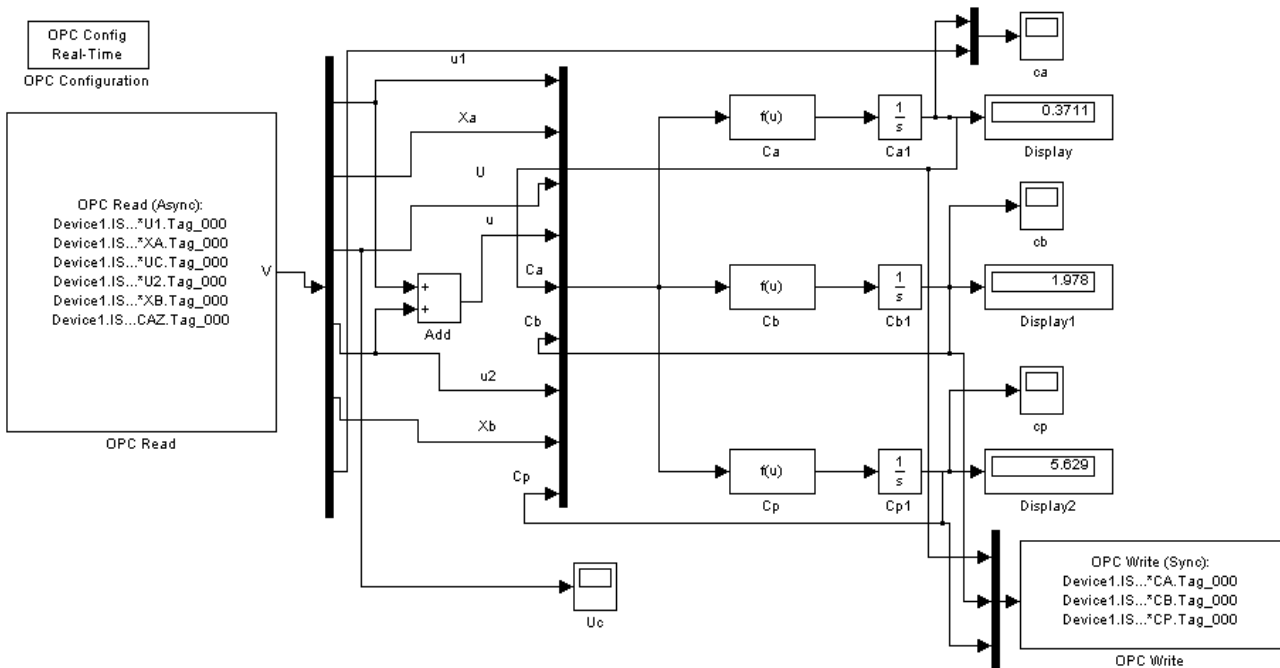 OPC Config
Real-Time
OPC Configuration
OPC Read (Async):
Device1.IS...*U1.Tag_000
Device1.IS...*XA.Tag_000
Device1.IS...*UC.Tag_000
Device1.IS...*U2.Tag_000
Device1.IS...*XB.Tag_000
Device1.IS...CAZ.Tag_000
V
OPC Read
u1
Xa
U
u
Ca
Cb
u2
Xb
Cp
+
+
Add
Uc
f(u)
Ca
1
s
Ca1
ca
0.3711
Display
cb
f(u)
Cb
1
s
Cb1
1.978
Display1
cp
f(u)
Cp
1
s
Cp1
5.629
Display2
OPC Write (Sync):
Device1.IS...*CA.Tag_000
Device1.IS...*CB.Tag_000
Device1.IS...*CP.Tag_000
OPC Write